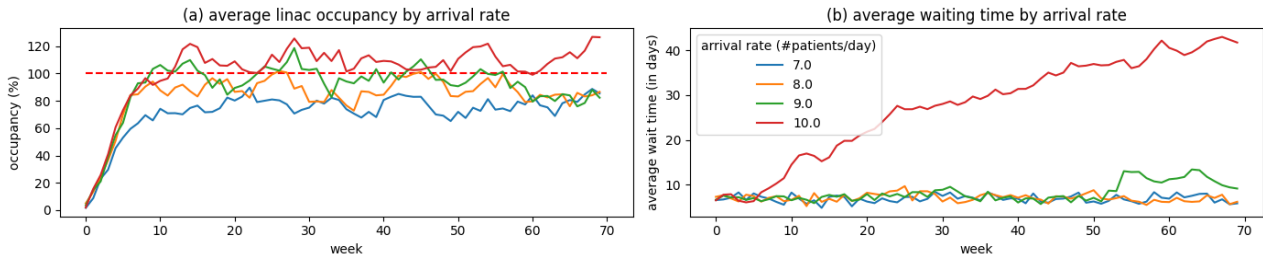 (a) average linac occupancy by arrival rate
occupancy (%)
120
100
80
60
40
20
0
0 10 20 30 40 50 60 70
week
(b) average waiting time by arrival rate
average wait time (in days)
40
30
20
10
arrival rate (#patients/day)
7.0
8.0
9.0
10.0
0 10 20 30 40 50 60 70
week